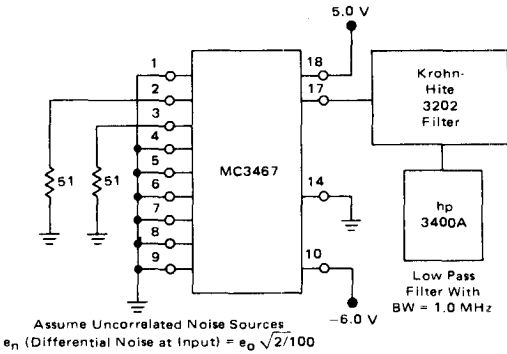 5.0 V
1
2
3
4
5
6
7
8
9
MC3467
18
17
14
10
51
51
Krohn-
Hite
3202
Filter
hp
3400A
Low Pass
Filter With
BW = 1.0 MHz
-6.0 V
Assume Uncorrelated Noise Sources
en (Differential Noise at Input) = eo √2/100